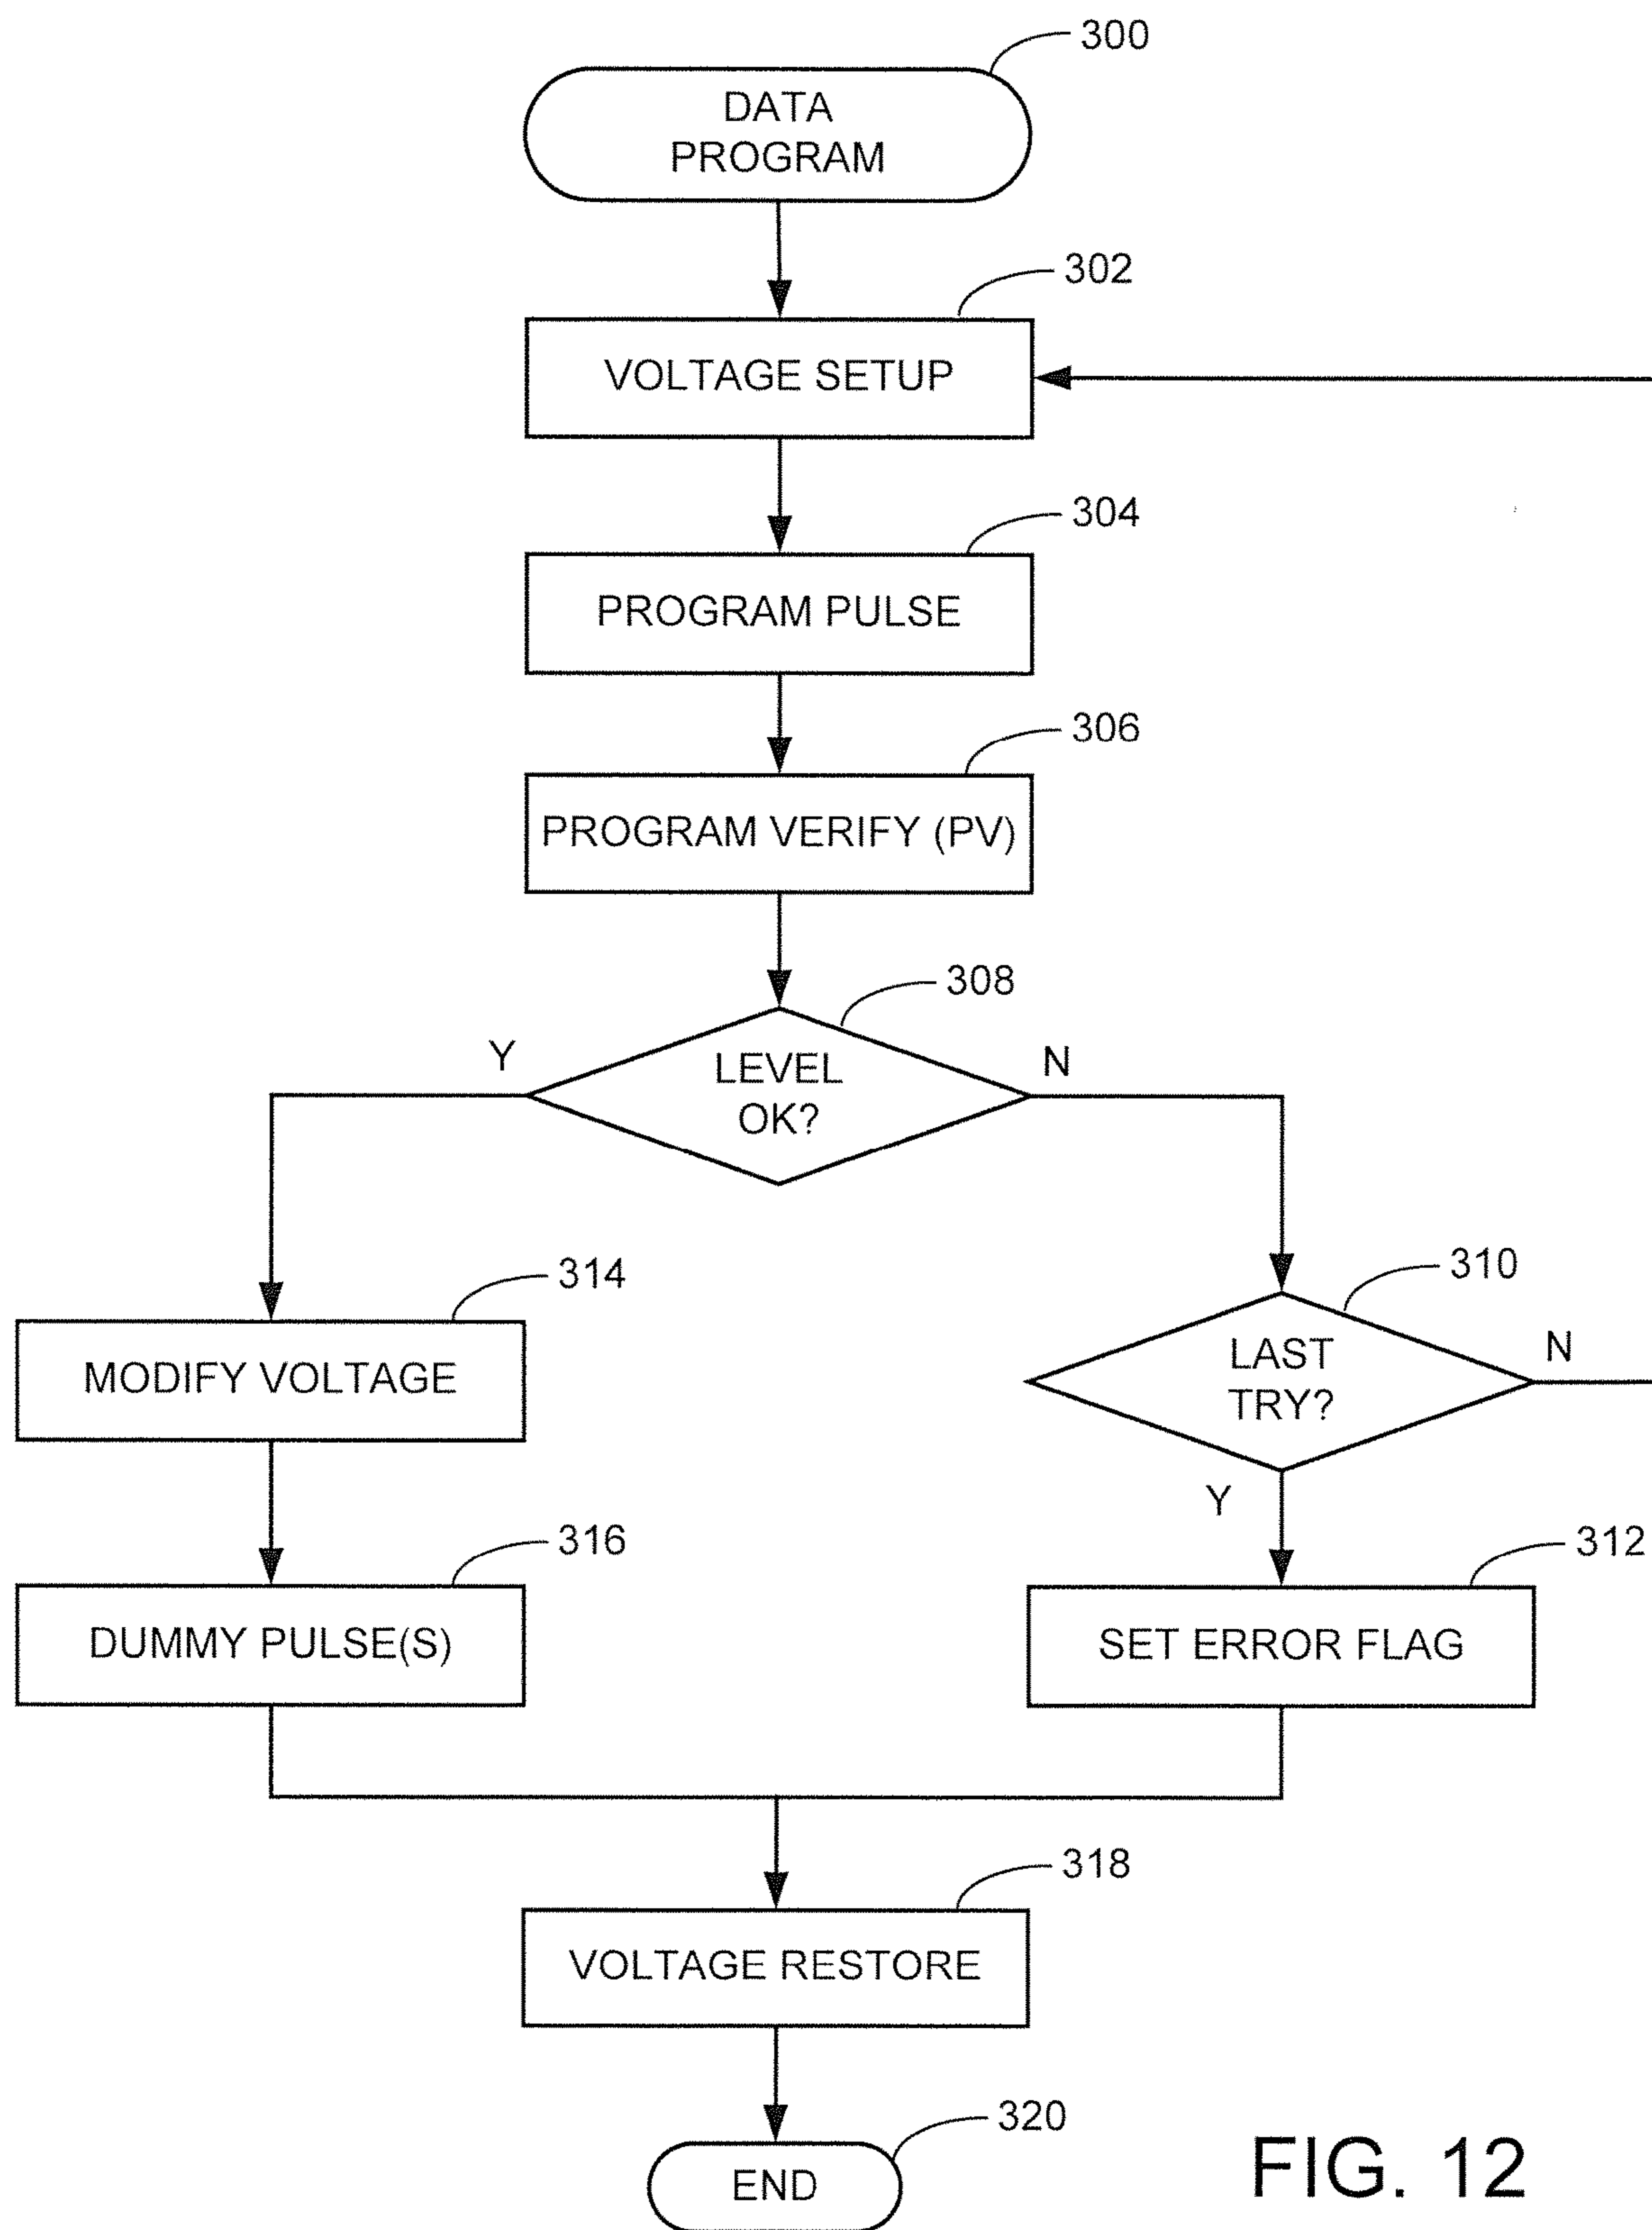 300
DATA
PROGRAM
302
VOLTAGE SETUP
304
PROGRAM PULSE
306
PROGRAM VERIFY (PV)
308
Y
LEVEL
OK?
N
314
MODIFY VOLTAGE
310
LAST
TRY?
N
Y
316
DUMMY PULSE(S)
312
SET ERROR FLAG
318
VOLTAGE RESTORE
320
END
FIG. 12